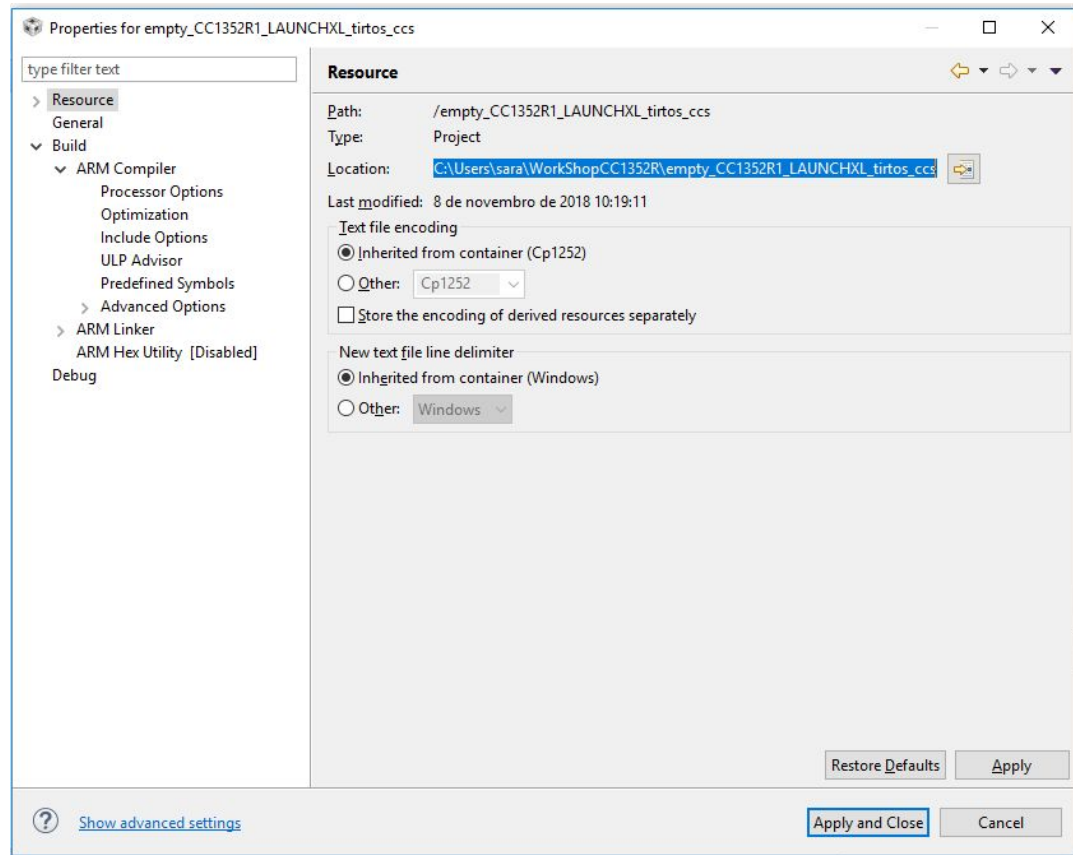 Properties for empty_CC1352R1_LAUNCHXL_tirtos_ccs
type filter text
Resource
General
Build
ARM Compiler
Processor Options
Optimization
Include Options
ULP Advisor
Predefined Symbols
Advanced Options
ARM Linker
ARM Hex Utility [Disabled]
Debug
Resource
Path: /empty_CC1352R1_LAUNCHXL_tirtos_ccs
Type: Project
Location: C:\Users\sara\WorkShopCC1352R\empty_CC1352R1_LAUNCHXL_tirtos_ccs
Last modified: 8 de novembro de 2018 10:19:11
Text file encoding
Inherited from container (Cp1252)
Other: Cp1252
Store the encoding of derived resources separately
New text file line delimiter
Inherited from container (Windows)
Other: Windows
Restore Defaults Apply
? Show advanced settings Apply and Close Cancel